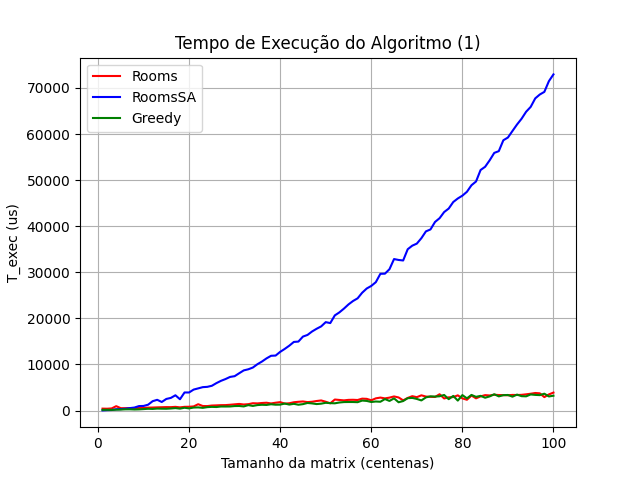 Tempo de Execução do Algoritmo (1)
Rooms
RoomsSA
Greedy
T_exec (us)
70000
60000
50000
40000
30000
20000
10000
0
0 20 40 60 80 100
Tamanho da matrix (centenas)